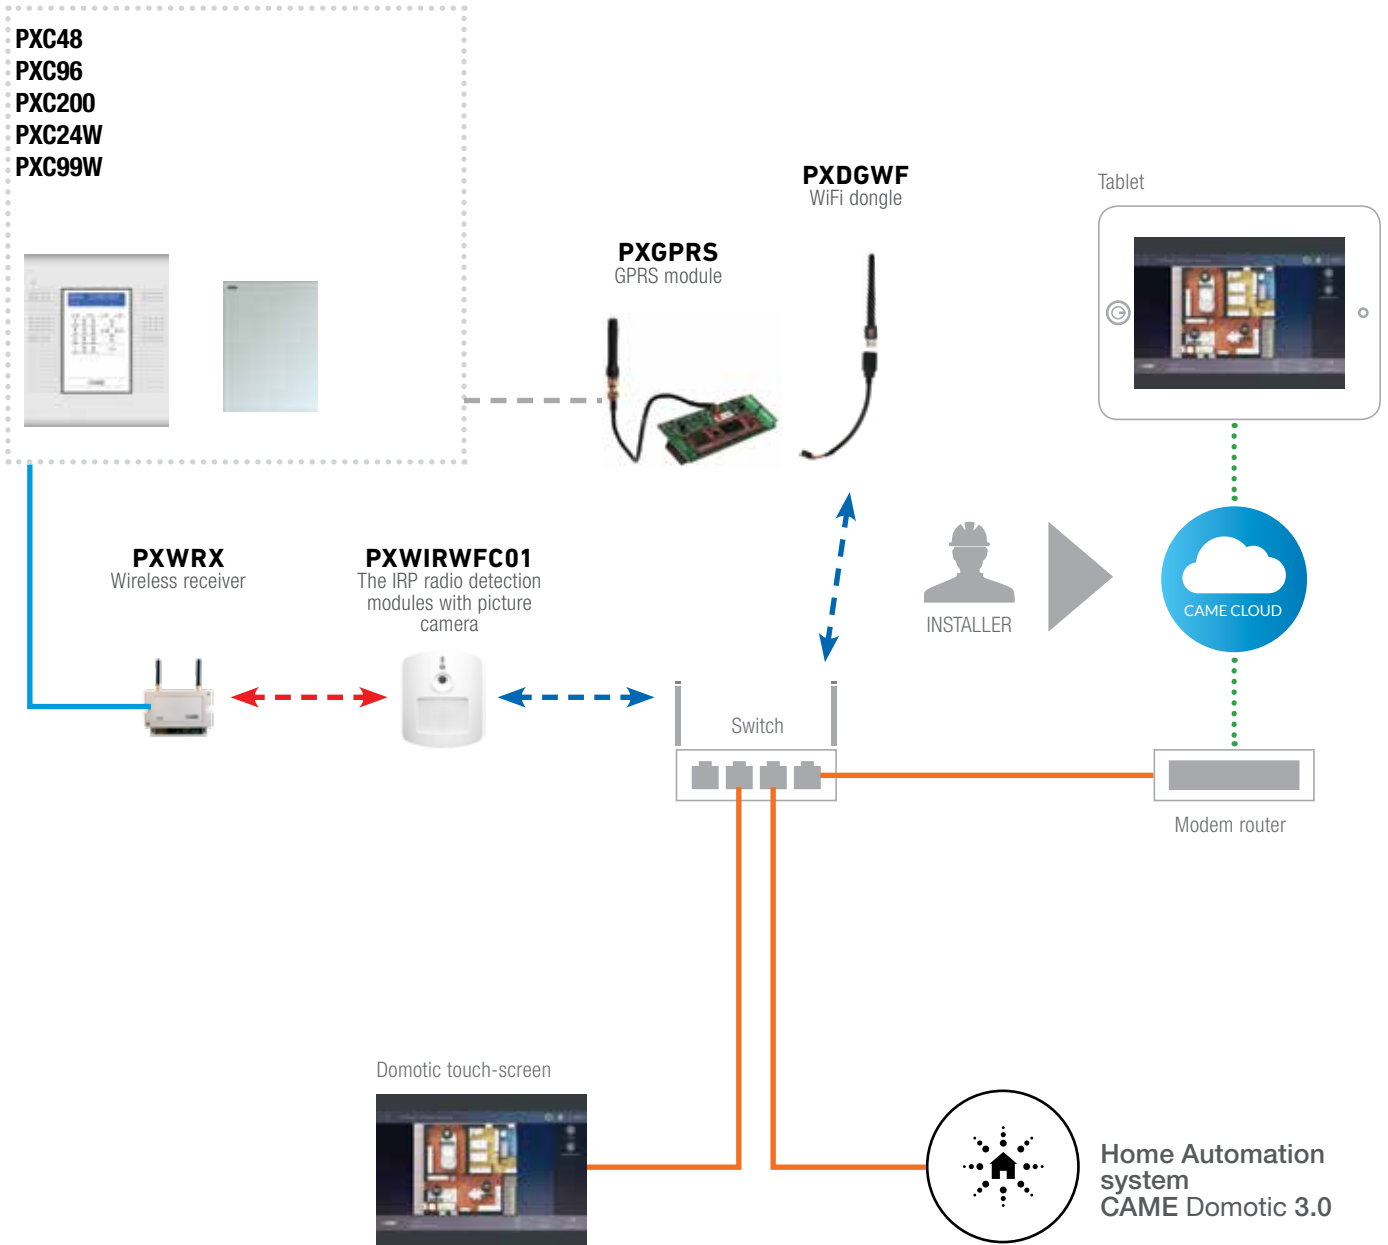 PXC48
PXC96
PXC200
PXC24W
PXC99W
PXDGWF
WiFi dongle
Tablet
PXGPRS
GPRS module
PXWRX
Wireless receiver
PXWIRWFC01
The IRP radio detection
modules with picture
camera
INSTALLER
CAME CLOUD
Switch
Modem router
Domotic touch-screen
Home Automation
system
CAME Domotic 3.0